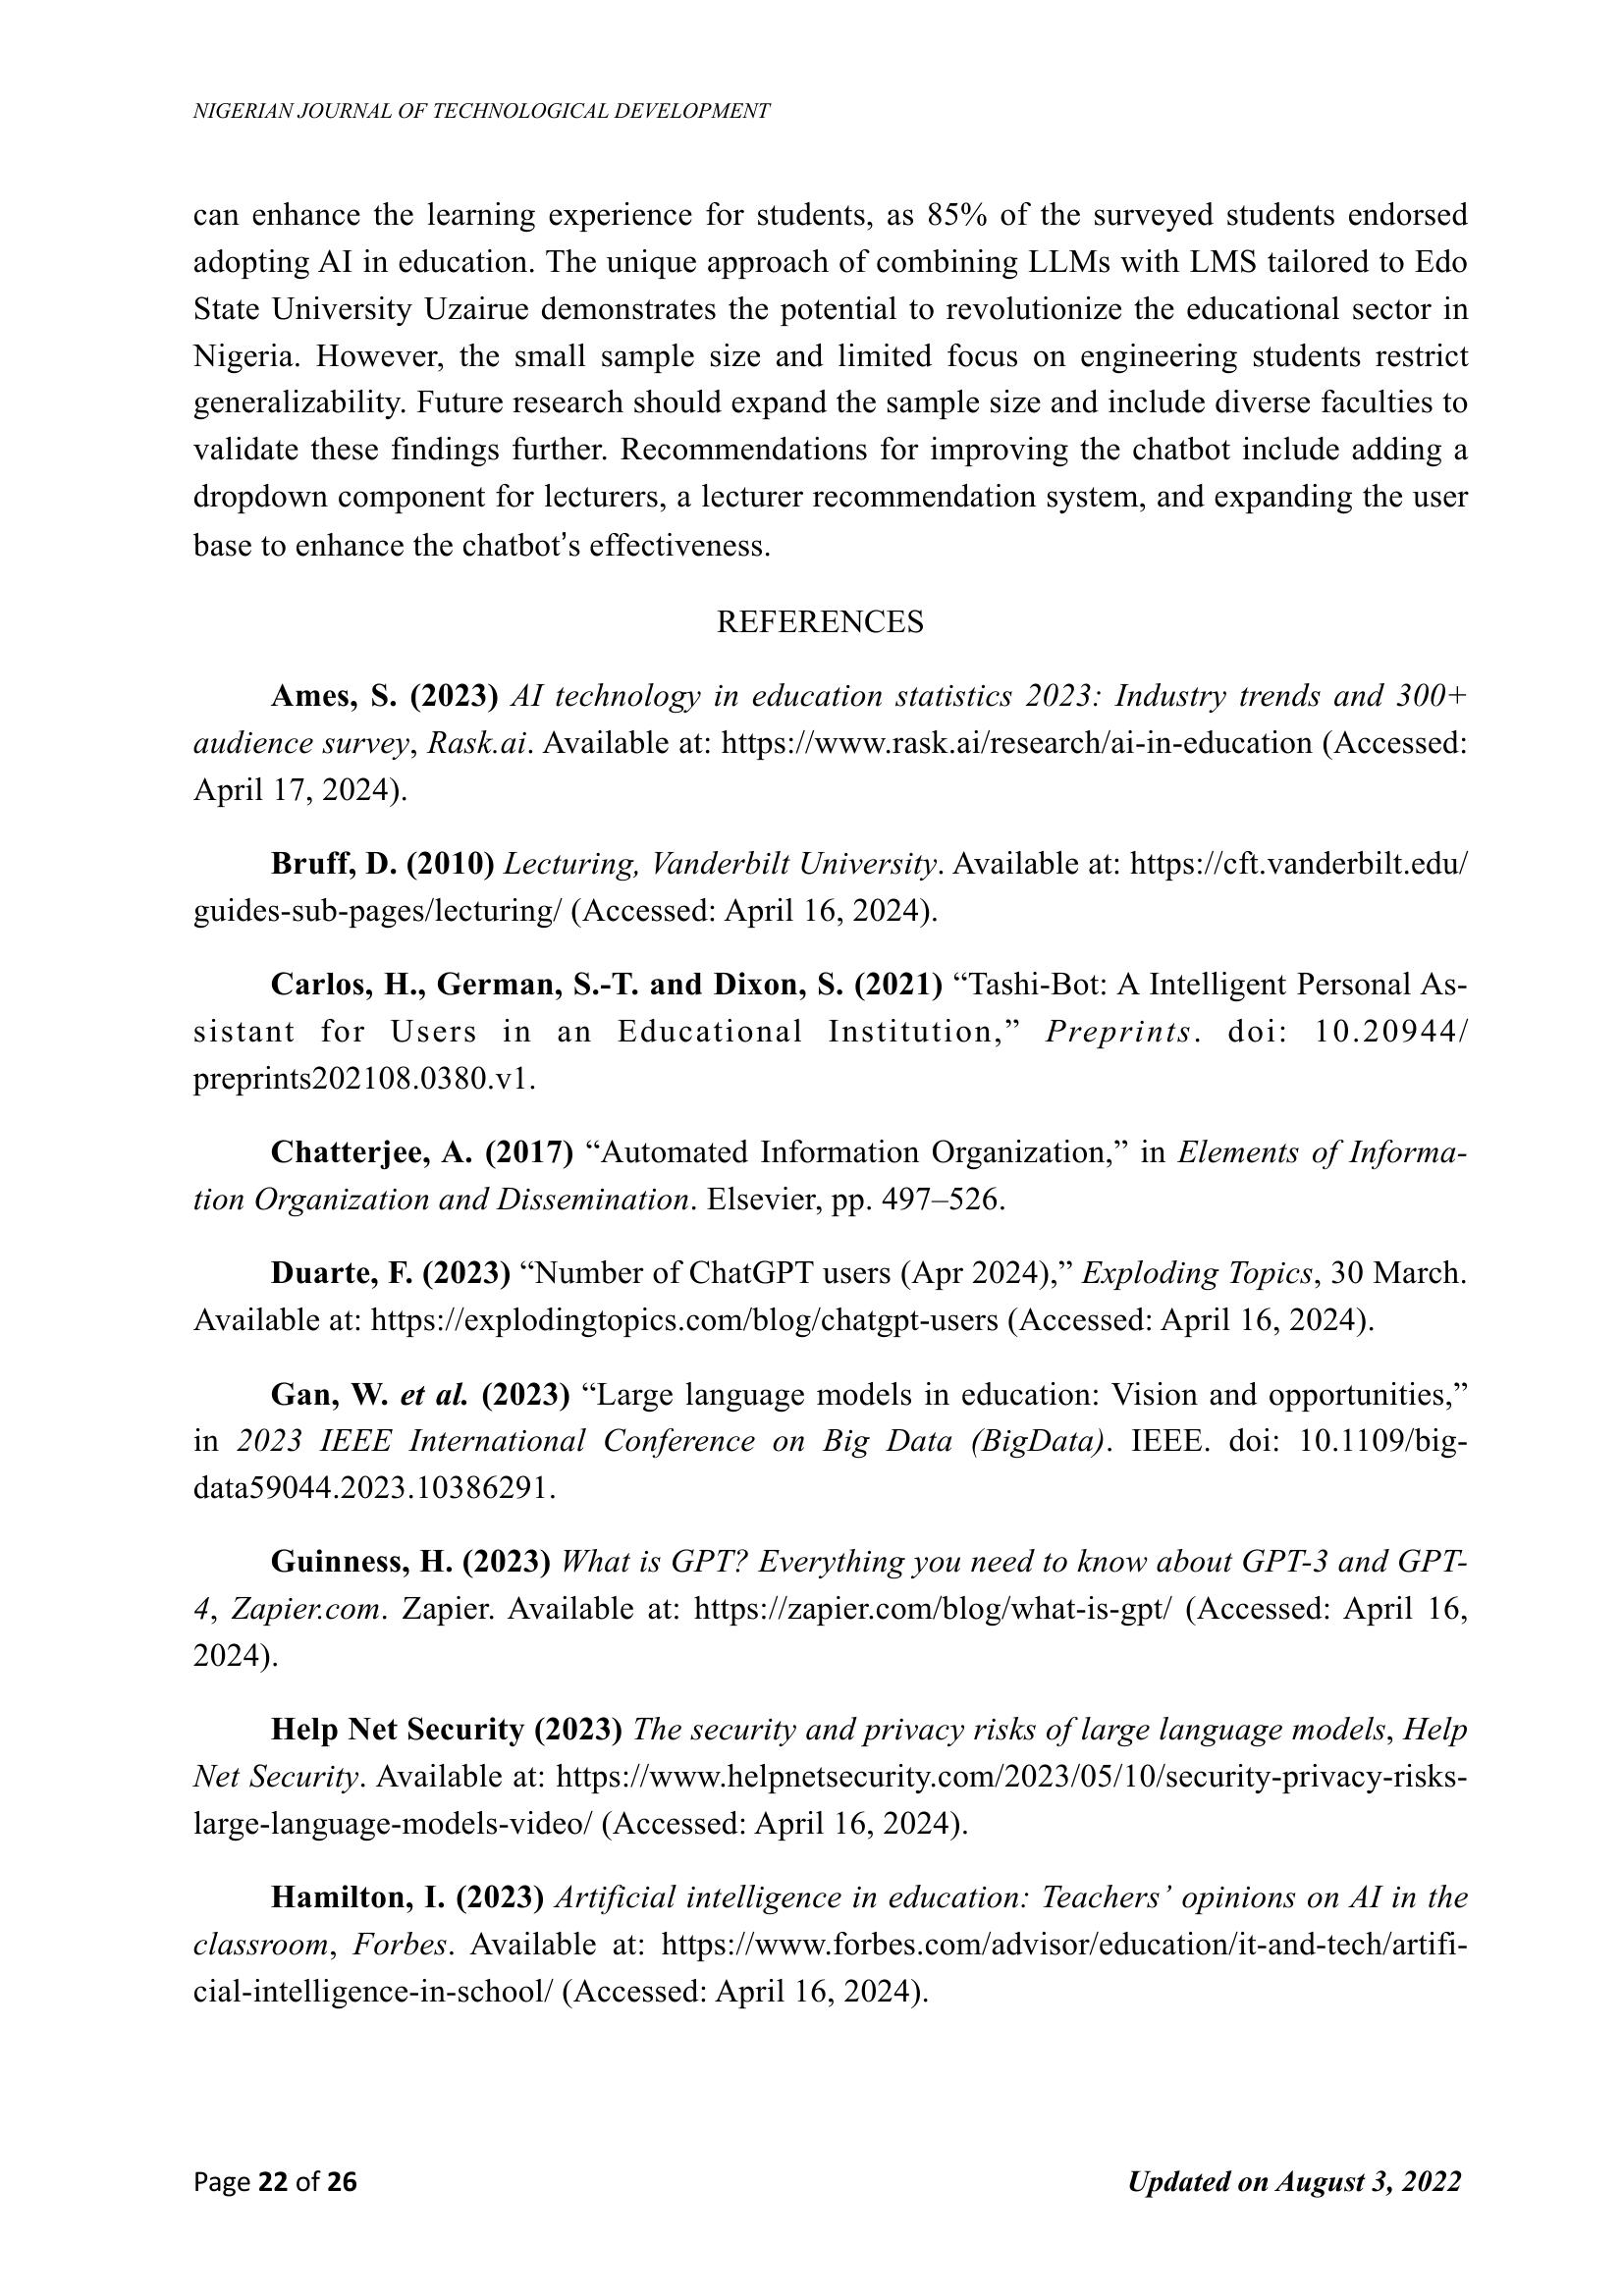 NIGERIAN JOURNAL OF TECHNOLOGICAL DEVELOPMENT
can enhance the learning experience for students, as 85% of the surveyed students endorsed
adopting AI in education. The unique approach of combining LLMs with LMS tailored to Edo
State University Uzairue demonstrates the potential to revolutionize the educational sector in
Nigeria. However, the small sample size and limited focus on engineering students restrict
generalizability. Future research should expand the sample size and include diverse faculties to
validate these findings further. Recommendations for improving the chatbot include adding a
dropdown component for lecturers, a lecturer recommendation system, and expanding the user
base to enhance the chatbot's effectiveness.
REFERENCES
Ames, S. (2023) AI technology in education statistics 2023: Industry trends and 300+
audience survey, Rask.ai. Available at: https://www.rask.ai/research/ai-in-education (Accessed:
April 17, 2024).
Bruff, D. (2010) Lecturing, Vanderbilt University. Available at: https://cft.vanderbilt.edu/
guides-sub-pages/lecturing/ (Accessed: April 16, 2024).
Carlos, H., German, S.-T. and Dixon, S. (2021) “Tashi-Bot: A Intelligent Personal As-
sistant for Users in an Educational Institution,” Preprints. doi: 10.20944/
preprints202108.0380.v1.
Chatterjee, A. (2017) “Automated Information Organization,” in Elements of Informa-
tion Organization and Dissemination. Elsevier, pp. 497–526.
Duarte, F. (2023) “Number of ChatGPT users (Apr 2024),” Exploding Topics, 30 March.
Available at: https://explodingtopics.com/blog/chatgpt-users (Accessed: April 16, 2024).
Gan, W. et al. (2023) “Large language models in education: Vision and opportunities,”
in 2023 IEEE International Conference on Big Data (BigData). IEEE. doi: 10.1109/big-
data59044.2023.10386291.
Guinness, H. (2023) What is GPT? Everything you need to know about GPT-3 and GPT-
4, Zapier.com. Zapier. Available at: https://zapier.com/blog/what-is-gpt/ (Accessed: April 16,
2024).
Help Net Security (2023) The security and privacy risks of large language models, Help
Net Security. Available at: https://www.helpnetsecurity.com/2023/05/10/security-privacy-risks-
large-language-models-video/ (Accessed: April 16, 2024).
Hamilton, I. (2023) Artificial intelligence in education: Teachers’ opinions on AI in the
classroom, Forbes. Available at: https://www.forbes.com/advisor/education/it-and-tech/artifi-
cial-intelligence-in-school/ (Accessed: April 16, 2024).
Page 22 of 26
Updated on August 3, 2022